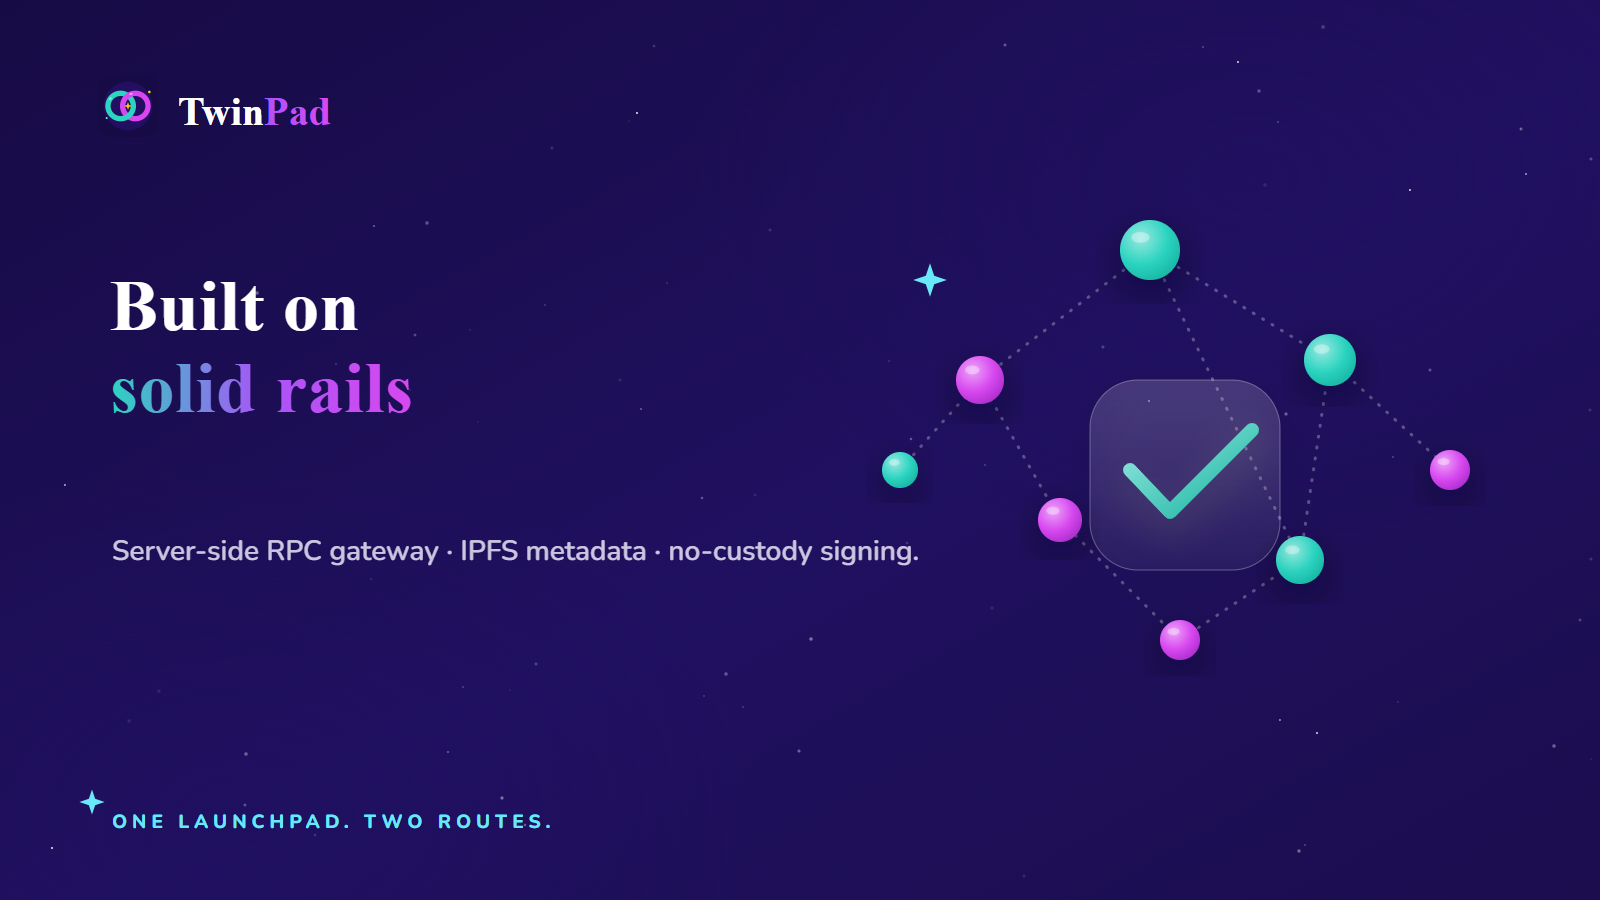 TwinPad
Built on
solid rails
Server-side RPC gateway · IPFS metadata · no-custody signing.
ONE LAUNCHPAD. TWO ROUTES.